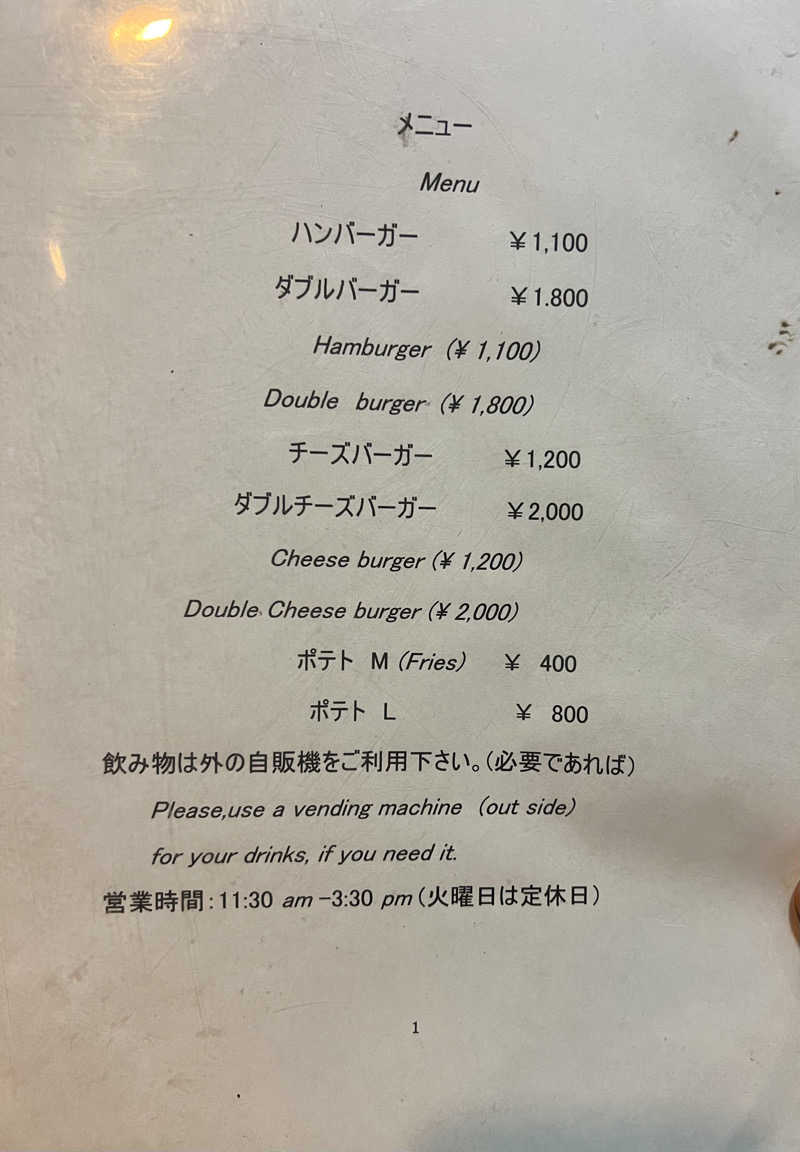 メニュー
Menu
ハンバーガー ￥1,100
ダブルバーガー ￥1.800
Hamburger (¥ 1,100)
Double burger (¥ 1,800)
チーズバーガー ￥1,200
ダブルチーズバーガー ￥2,000
Cheese burger (¥ 1,200)
Double Cheese burger (¥ 2,000)
ポテト M (Fries) ￥ 400
ポテト L ￥ 800
飲み物は外の自販機をご利用下さい。(必要であれば)
Please,use a vending machine (out side)
for your drinks, if you need it.
営業時間：11:30 am -3:30 pm (火曜日は定休日)
1